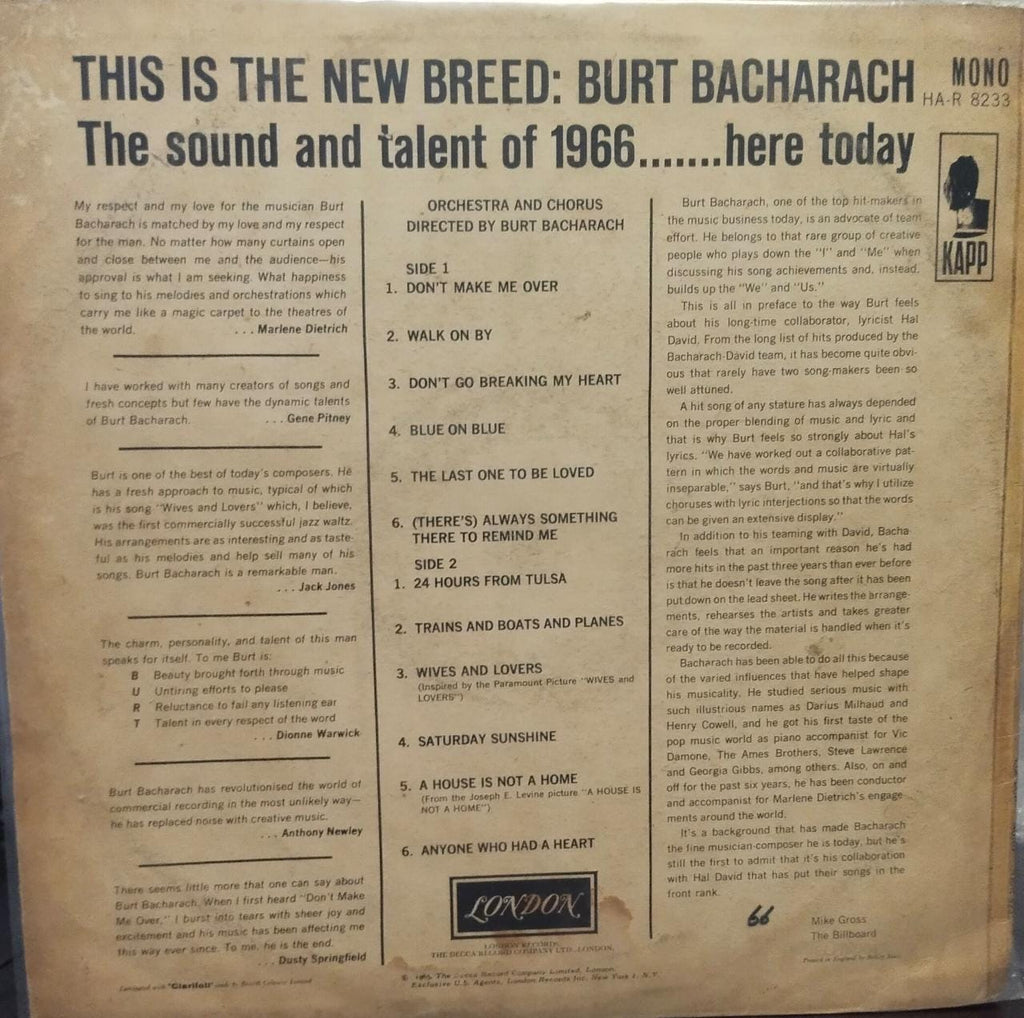 THIS IS THE NEW BREED: BURT BACHARACH
The sound and talent of 1966.......here today
MONO
HA-R 8233
KAPP
My respect and my love for the musician Burt
Bacharach is matched by my love and my respect
for the man. No matter how many curtains open
and close between me and the audience—his
approval is what I am seeking. What happiness
to sing to his melodies and orchestrations which
carry me like a magic carpet to the theatres of
the world. . . . Marlene Dietrich
I have worked with many creators of songs and
fresh concepts but few have the dynamic talents
of Burt Bacharach. . . . Gene Pitney
Burt is one of the best of today's composers. He
has a fresh approach to music, typical of which
is his song "Wives and Lovers" which, I believe,
was the first commercially successful jazz waltz.
His arrangements are as interesting and as taste-
ful as his melodies and help sell many of his
songs. Burt Bacharach is a remarkable man.
. . . Jack Jones
The charm, personality, and talent of this man
speaks for itself. To me Burt is:
B Beauty brought forth through music
U Untiring efforts to please
R Reluctance to fail any listening ear
T Talent in every respect of the word
. . . Dionne Warwick
Burt Bacharach has revolutionised the world of
commercial recording in the most unlikely way—
he has replaced noise with creative music.
. . . Anthony Newley
There seems little more that one can say about
Burt Bacharach. When I first heard "Don't Make
Me Over," I burst into tears with sheer joy and
excitement and his music has been affecting me
this way ever since. To me, he is the end.
. . . Dusty Springfield
"Clarifoil"
ORCHESTRA AND CHORUS
DIRECTED BY BURT BACHARACH
SIDE 1
1. DON'T MAKE ME OVER
2. WALK ON BY
3. DON'T GO BREAKING MY HEART
4. BLUE ON BLUE
5. THE LAST ONE TO BE LOVED
6. (THERE'S) ALWAYS SOMETHING
THERE TO REMIND ME
SIDE 2
1. 24 HOURS FROM TULSA
2. TRAINS AND BOATS AND PLANES
3. WIVES AND LOVERS
(Inspired by the Paramount Picture "WIVES and
LOVERS")
4. SATURDAY SUNSHINE
5. A HOUSE IS NOT A HOME
(From the Joseph E. Levine picture "A HOUSE IS
NOT A HOME")
6. ANYONE WHO HAD A HEART
LONDON
LONDON RECORDS
THE DECCA RECORD COMPANY LTD., LONDON.
© 1965, The Decca Record Company Limited, London.
Exclusive U.S. Agents, London Records Inc. New York 1, N.Y.
Burt Bacharach, one of the top hit-makers in
the music business today, is an advocate of team
effort. He belongs to that rare group of creative
people who plays down the "I" and "Me" when
discussing his song achievements and, instead,
builds up the "We" and "Us."
This is all in preface to the way Burt feels
about his long-time collaborator, lyricist Hal
David. From the long list of hits produced by the
Bacharach-David team, it has become quite obvi-
ous that rarely have two song-makers been so
well attuned.
A hit song of any stature has always depended
on the proper blending of music and lyric and
that is why Burt feels so strongly about Hal's
lyrics. "We have worked out a collaborative pat-
tern in which the words and music are virtually
inseparable," says Burt, "and that's why I utilize
choruses with lyric interjections so that the words
can be given an extensive display."
In addition to his teaming with David, Bacha-
rach feels that an important reason he's had
more hits in the past three years than ever before
is that he doesn't leave the song after it has been
put down on the lead sheet. He writes the arrange-
ments, rehearses the artists and takes greater
care of the way the material is handled when it's
ready to be recorded.
Bacharach has been able to do all this because
of the varied influences that have helped shape
his musicality. He studied serious music with
such illustrious names as Darius Milhaud and
Henry Cowell, and he got his first taste of the
pop music world as piano accompanist for Vic
Damone, The Ames Brothers, Steve Lawrence
and Georgia Gibbs, among others. Also, on and
off for the past six years, he has been conductor
and accompanist for Marlene Dietrich's engage-
ments around the world.
It's a background that has made Bacharach
the fine musician-composer he is today, but he's
still the first to admit that it's his collaboration
with Hal David that has put their songs in the
front rank.
66
Mike Gross
The Billboard
Printed in England by